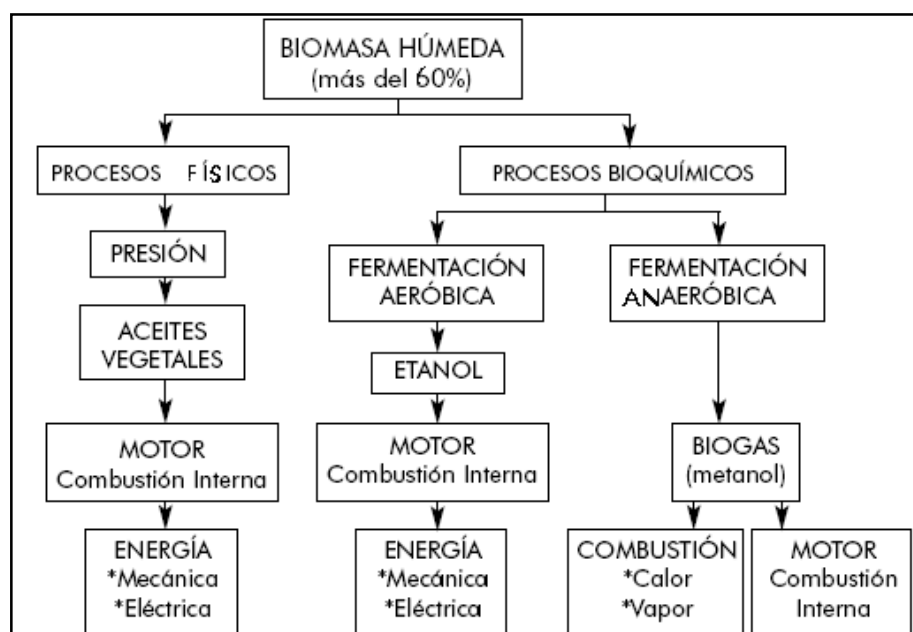 BIOMASA HÚMEDA
(más del 60%)
PROCESOS FÍSICOS
PROCESOS BIOQUÍMICOS
PRESIÓN
FERMENTACIÓN
AERÓBICA
FERMENTACIÓN
ANAERÓBICA
ACEITES
VEGETALES
ETANOL
MOTOR
Combustión Interna
MOTOR
Combustión Interna
BIOGAS
(metanol)
ENERGÍA
*Mecánica
*Eléctrica
ENERGÍA
*Mecánica
*Eléctrica
COMBUSTIÓN
*Calor
*Vapor
MOTOR
Combustión
Interna